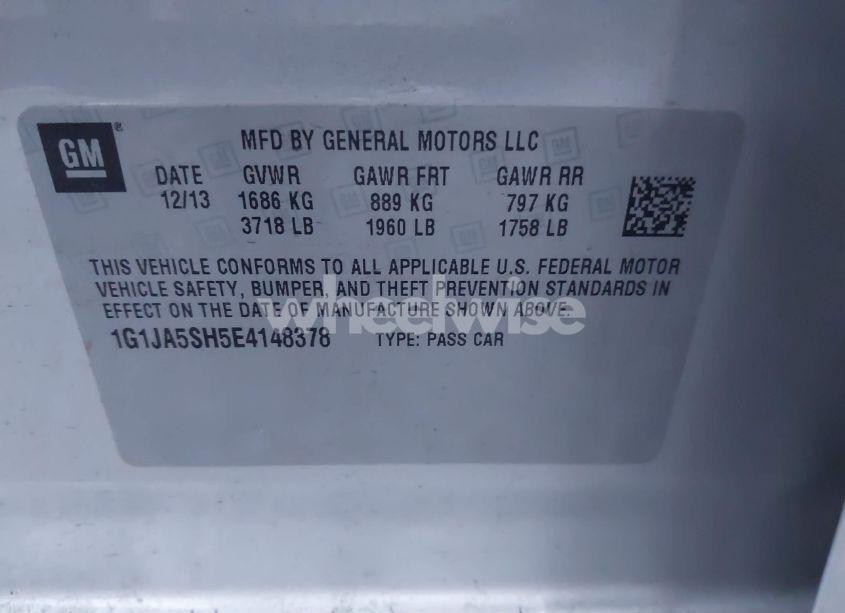 GM ®
MFD BY GENERAL MOTORS LLC
DATE GVWR GAWR FRT GAWR RR
12/13 1686 KG 889 KG 797 KG
3718 LB 1960 LB 1758 LB
THIS VEHICLE CONFORMS TO ALL APPLICABLE U.S. FEDERAL MOTOR
VEHICLE SAFETY, BUMPER, AND THEFT PREVENTION STANDARDS IN
EFFECT ON THE DATE OF MANUFACTURE SHOWN ABOVE.
wheelwise
1G1JA5SH5E4148378 TYPE: PASS CAR